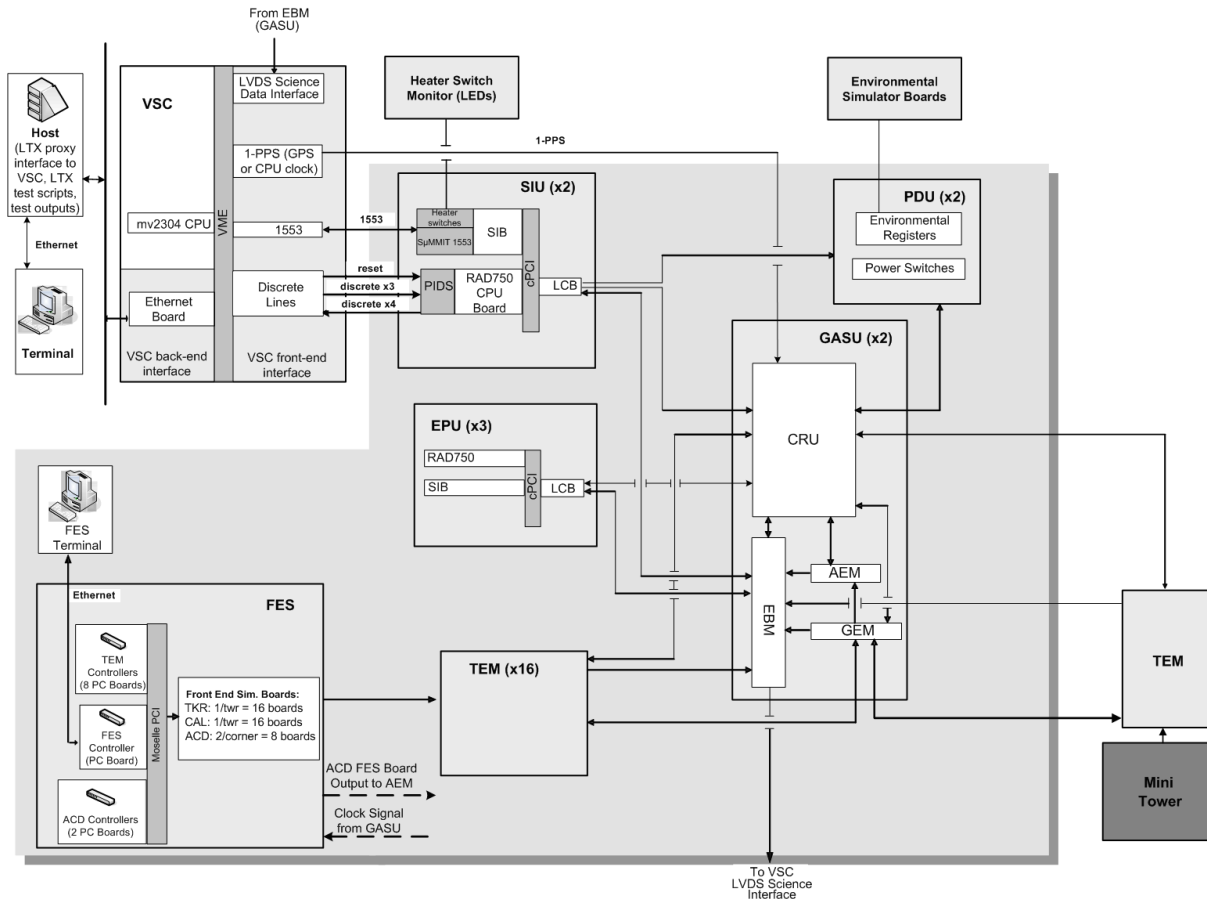 From EBM
(GASU)
Host
(LTX proxy
interface to
VSC, LTX
test scripts,
test outputs)
Ethernet
Terminal
VSC
LVDS Science
Data Interface
1-PPS (GPS
or CPU clock)
mv2304 CPU
VME
1553
Ethernet
Board
Discrete
Lines
VSC back-end
interface
VSC front-end
interface
Heater Switch
Monitor (LEDs)
Environmental
Simulator Boards
1-PPS
1553
reset
discrete x3
discrete x4
SIU (x2)
Heater
switches
SµMMIT 1553
SIB
PIDS
RAD750
CPU
Board
cPCI
LCB
PDU (x2)
Environmental
Registers
Power Switches
GASU (x2)
CRU
EBM
AEM
GEM
EPU (x3)
RAD750
SIB
cPCI
LCB
FES
Terminal
Ethernet
FES
TEM
Controllers
(8 PC Boards)
FES
Controller
(PC Board)
ACD Controllers
(2 PC Boards)
Moselle PCI
Front End Sim. Boards:
TKR: 1/twr = 16 boards
CAL: 1/twr = 16 boards
ACD: 2/corner = 8 boards
TEM (x16)
ACD FES Board
Output to AEM
Clock Signal
from GASU
TEM
Mini
Tower
To VSC
LVDS Science
Interface